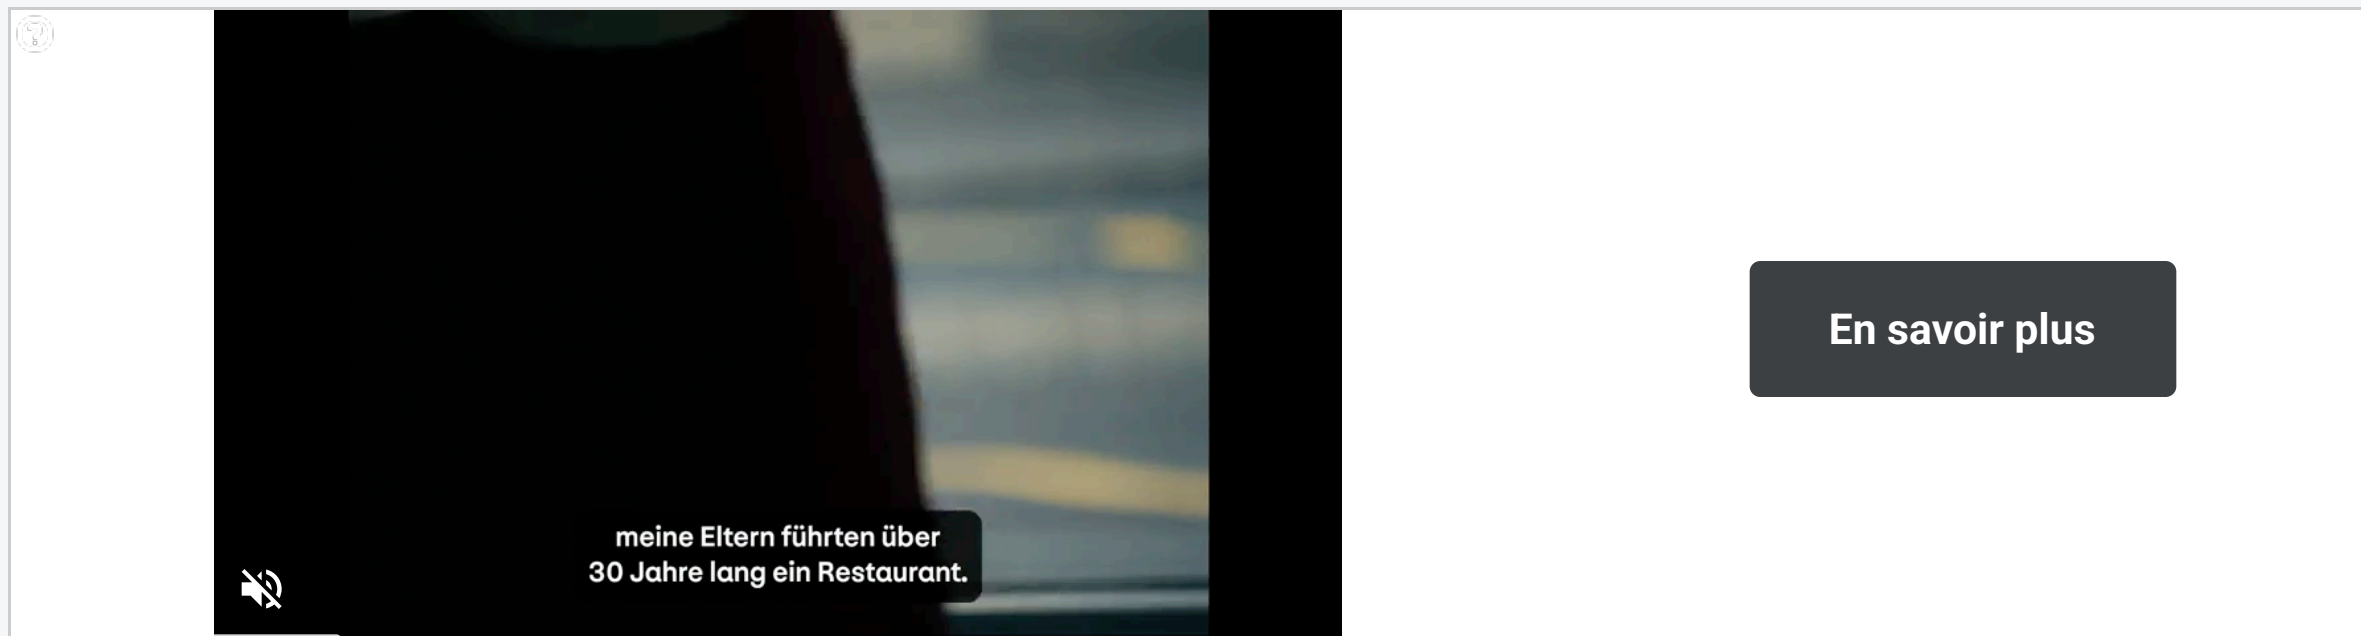 meine Eltern führten über
30 Jahre lang ein Restaurant.
En savoir plus